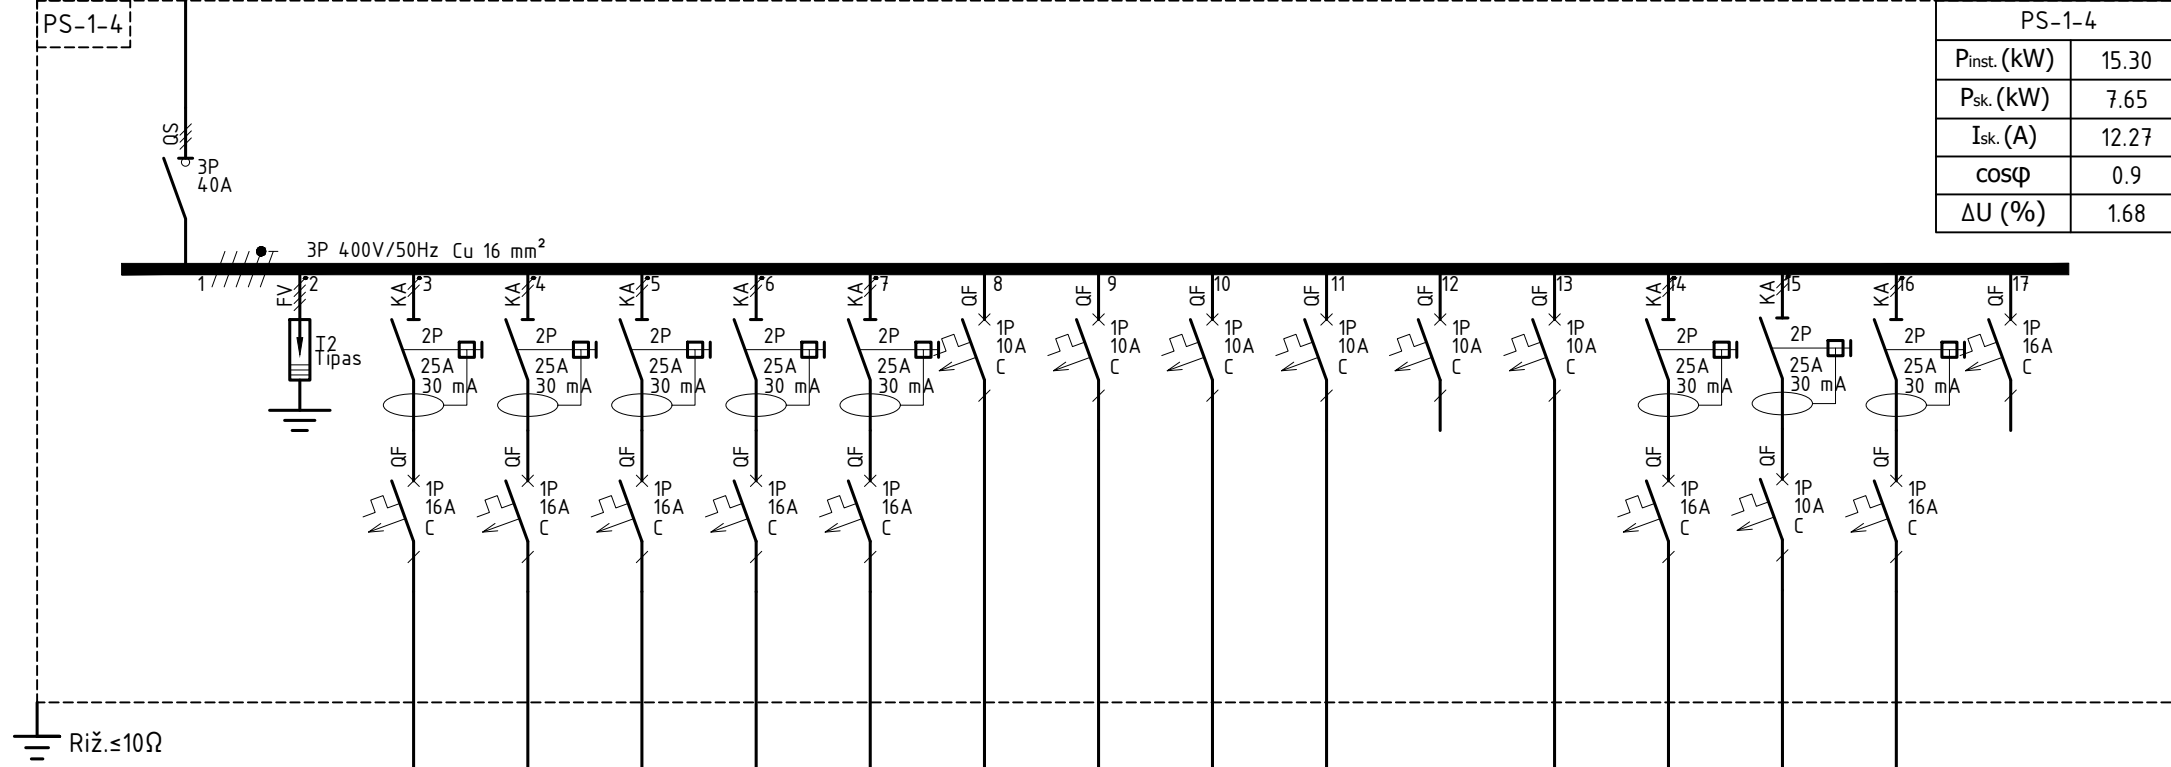 PS-1-4
PS-1-4
Pinst. (kW) 15.30
Psk. (kW) 7.65
Isk. (A) 12.27
cosφ 0.9
ΔU (%) 1.68
QS
3P
40A
3P 400V/50Hz Cu 16 mm²
1 2 3 4 5 6 7 8 9 10 11 12 13 14 15 16 17
FV KA KA KA KA KA QF QF QF QF QF QF KA KA KA QF
T2
Tipas
2P 2P 2P 2P 2P 1P 1P 1P 1P 1P 1P 2P 2P 2P 1P
25A 25A 25A 25A 25A 10A 10A 10A 10A 10A 10A 25A 25A 25A 16A
30 mA 30 mA 30 mA 30 mA 30 mA C C C C C C 30 mA 30 mA 30 mA C
QF QF QF QF QF QF QF QF
1P 1P 1P 1P 1P 1P 1P 1P
16A 16A 16A 16A 16A 16A 10A 16A
C C C C C C C C
Riž.≤10Ω